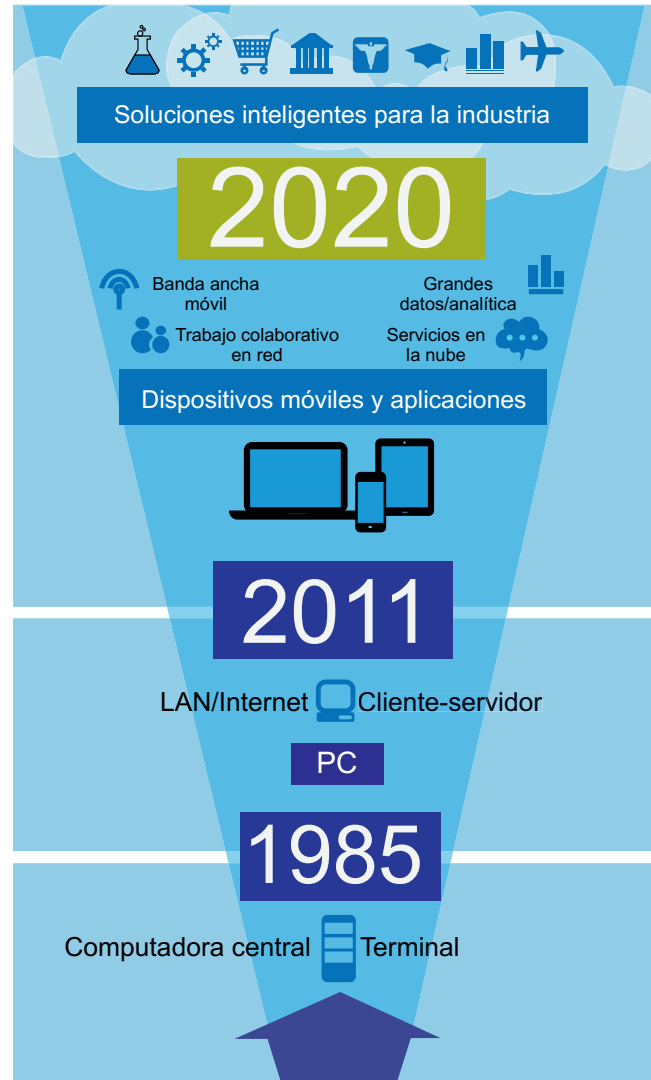 Soluciones inteligentes para la industria
2020
Banda ancha
móvil
Grandes
datos/analítica
Trabajo colaborativo
en red
Servicios en
la nube
Dispositivos móviles y aplicaciones
2011
LAN/Internet Cliente-servidor
PC
1985
Computadora central Terminal